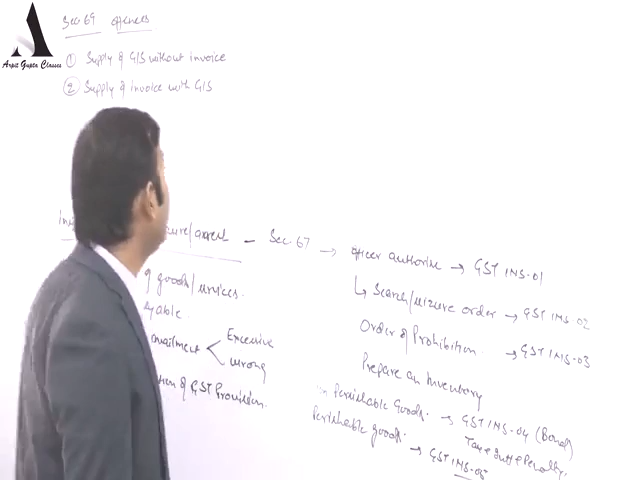 Arpit Gupta Classes
Sec 69 offences
① Supply of G/S without invoice
② Supply of invoice with G/S
/arrest - Sec. 67 → officer authorise → GST INS-01
↳ Search/seizure order → GST INS-02
Order of Prohibition → GST INS-03
Prepare an Inventory
Perishable Goods. → GST INS-04 (Bond)
Perishable goods. → GST INS-05
of goods/services.
availment < Excessive
wrong
of GST Provision.